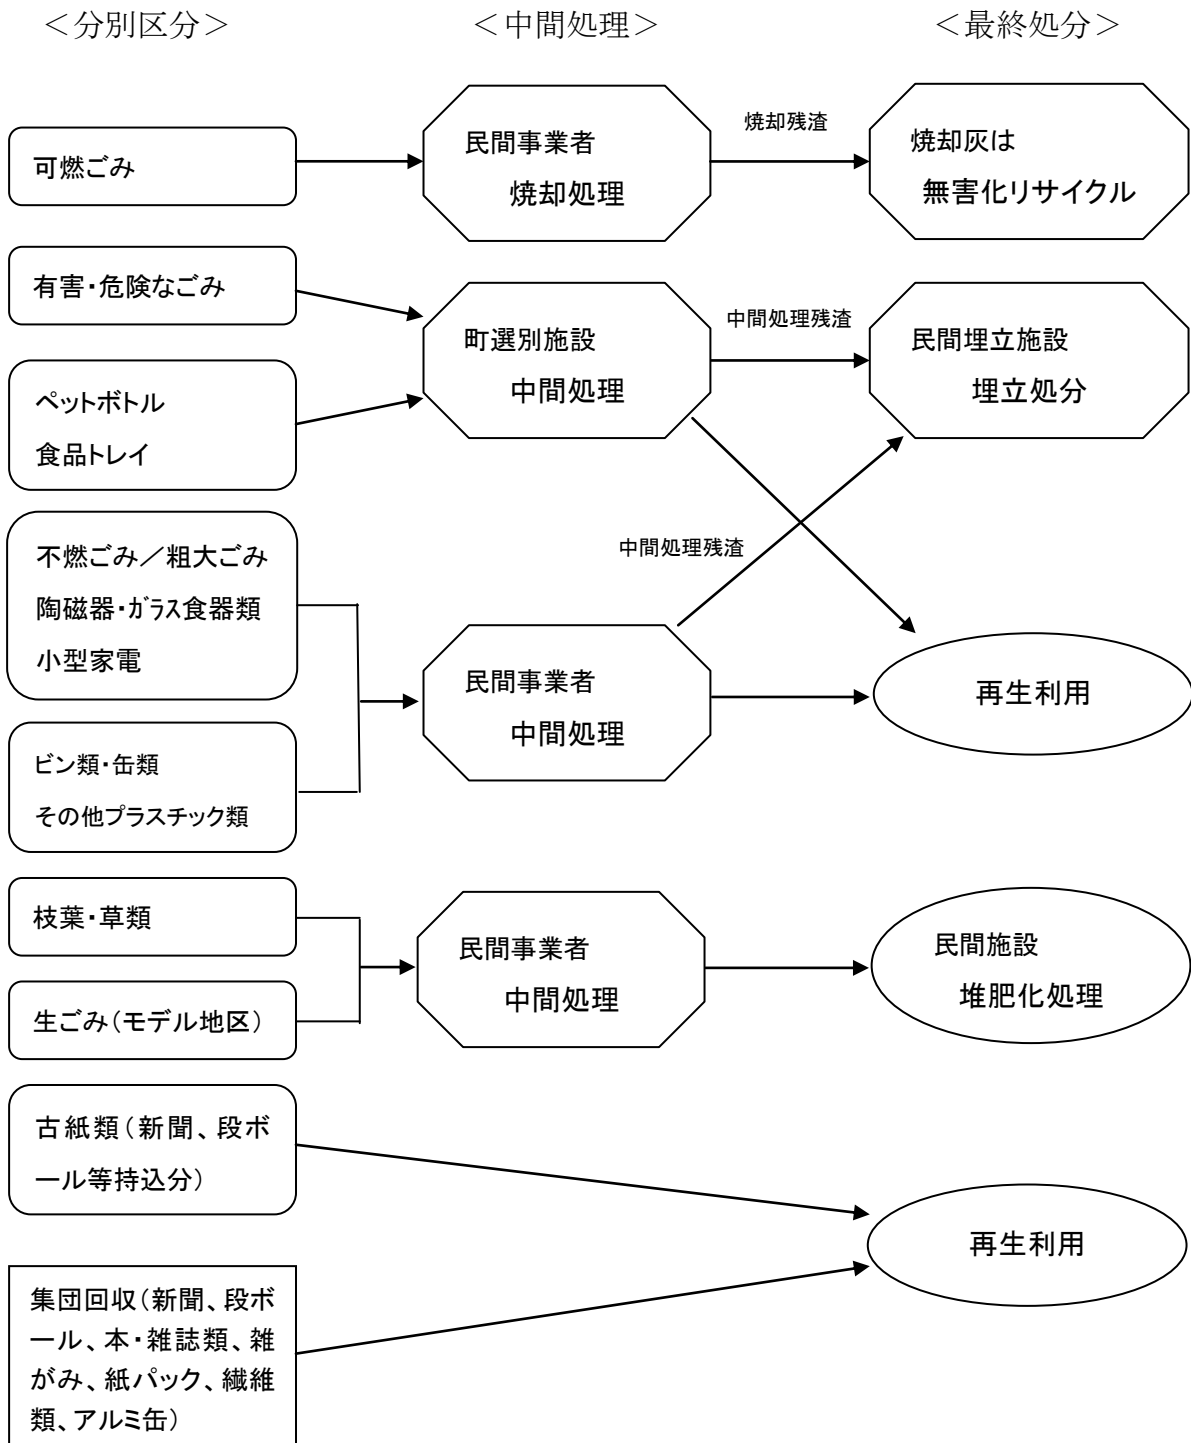 ＜分別区分＞
＜中間処理＞
＜最終処分＞
可燃ごみ
民間事業者
焼却処理
焼却残渣
焼却灰は
無害化リサイクル
有害・危険なごみ
ペットボトル
食品トレイ
町選別施設
中間処理
中間処理残渣
民間埋立施設
埋立処分
不燃ごみ／粗大ごみ
陶磁器・ガラス食器類
小型家電
ビン類・缶類
その他プラスチック類
中間処理残渣
民間事業者
中間処理
再生利用
枝葉・草類
生ごみ（モデル地区）
民間事業者
中間処理
民間施設
堆肥化処理
古紙類（新聞、段ボ
ール等持込分）
集団回収（新聞、段ボ
ール、本・雑誌類、雑
がみ、紙パック、繊維
類、アルミ缶）
再生利用